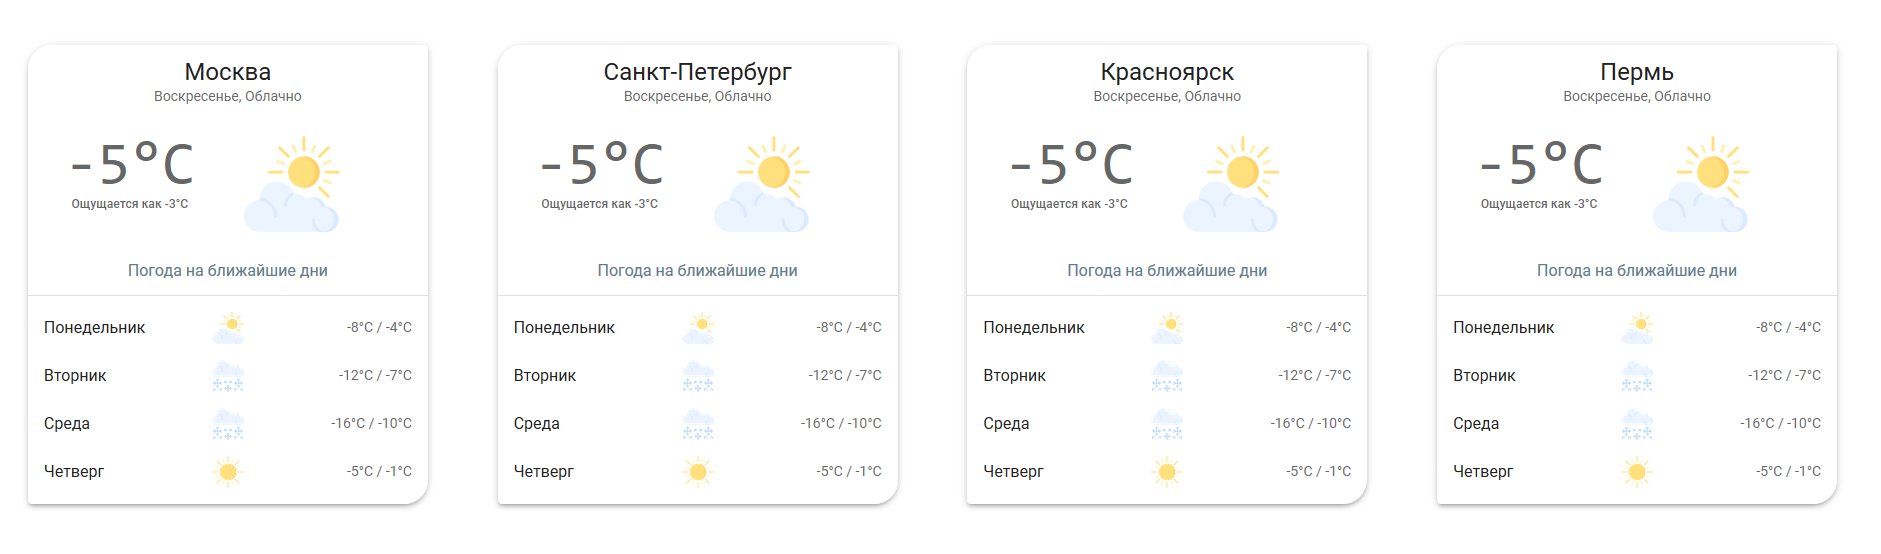 Москва
Воскресенье, Облачно
-5°C
Ощущается как -3°C
Погода на ближайшие дни
Понедельник -8°C / -4°C
Вторник -12°C / -7°C
Среда -16°C / -10°C
Четверг -5°C / -1°C
Санкт-Петербург
Воскресенье, Облачно
-5°C
Ощущается как -3°C
Погода на ближайшие дни
Понедельник -8°C / -4°C
Вторник -12°C / -7°C
Среда -16°C / -10°C
Четверг -5°C / -1°C
Красноярск
Воскресенье, Облачно
-5°C
Ощущается как -3°C
Погода на ближайшие дни
Понедельник -8°C / -4°C
Вторник -12°C / -7°C
Среда -16°C / -10°C
Четверг -5°C / -1°C
Пермь
Воскресенье, Облачно
-5°C
Ощущается как -3°C
Погода на ближайшие дни
Понедельник -8°C / -4°C
Вторник -12°C / -7°C
Среда -16°C / -10°C
Четверг -5°C / -1°C